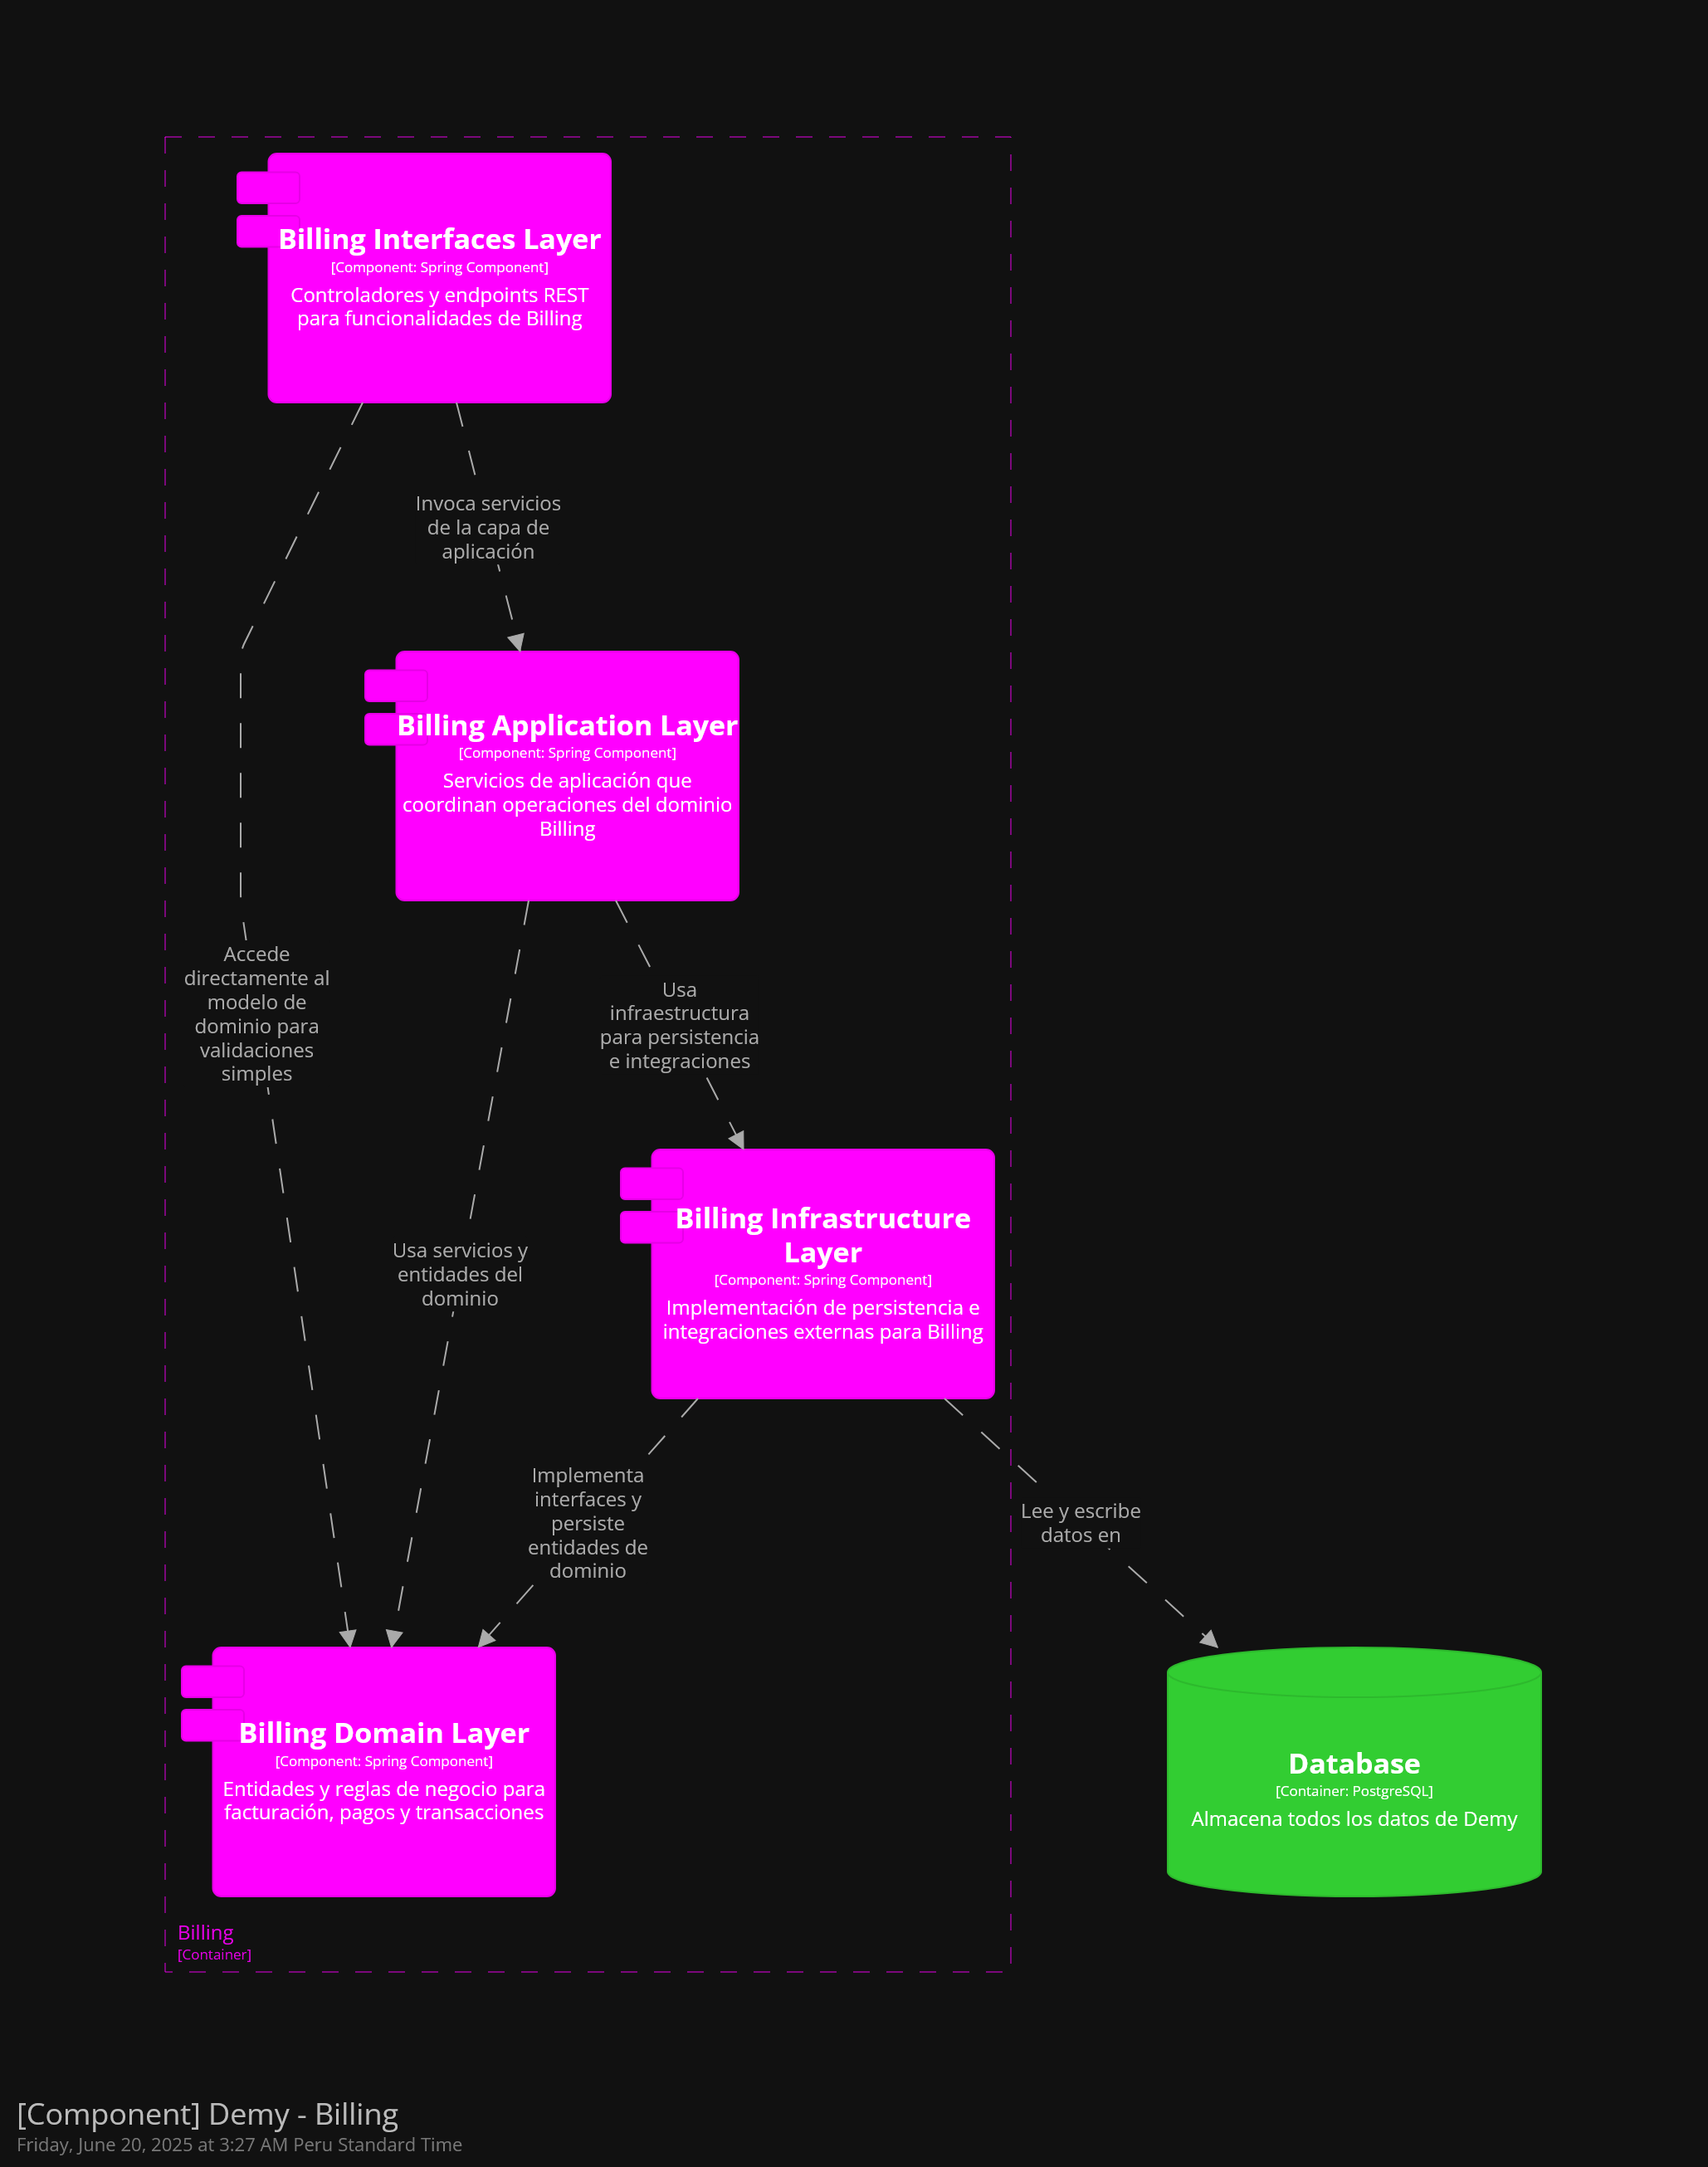 Billing Interfaces Layer
[Component: Spring Component]
Controladores y endpoints REST
para funcionalidades de Billing
Invoca servicios
de la capa de
aplicación
Billing Application Layer
[Component: Spring Component]
Servicios de aplicación que
coordinan operaciones del dominio
Billing
Accede
directamente al
modelo de
dominio para
validaciones
simples
Usa
infraestructura
para persistencia
e integraciones
Billing Infrastructure
Layer
[Component: Spring Component]
Implementación de persistencia e
integraciones externas para Billing
Usa servicios y
entidades del
dominio
Implementa
interfaces y
persiste
entidades de
dominio
Lee y escribe
datos en
Billing Domain Layer
[Component: Spring Component]
Entidades y reglas de negocio para
facturación, pagos y transacciones
Database
[Container: PostgreSQL]
Almacena todos los datos de Demy
Billing
[Container]
[Component] Demy - Billing
Friday, June 20, 2025 at 3:27 AM Peru Standard Time